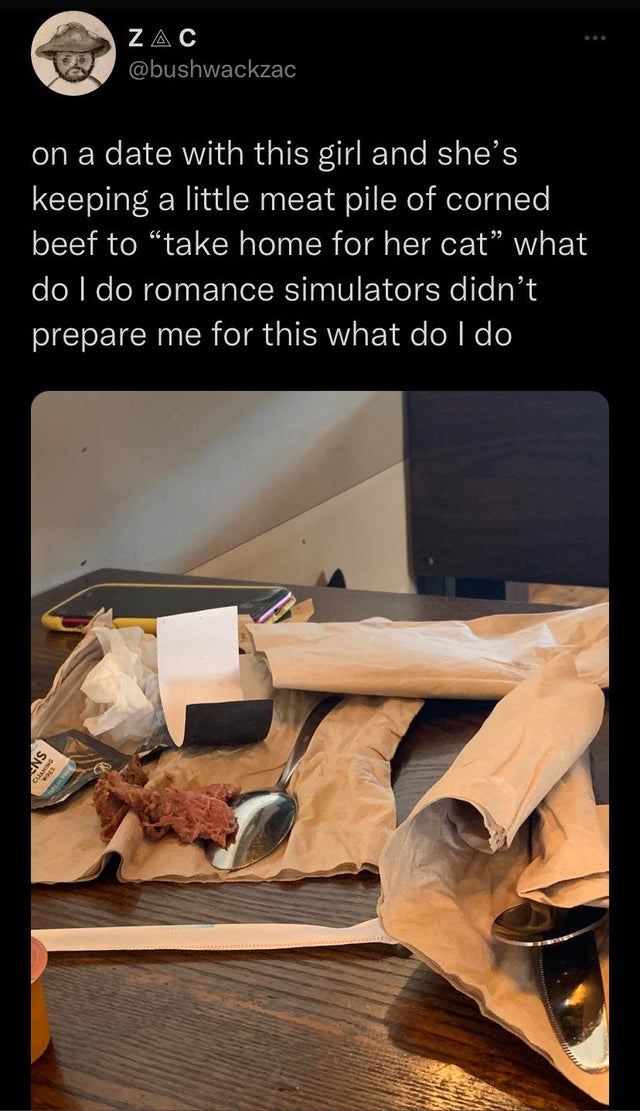 Z △ C
@bushwackzac
on a date with this girl and she’s
keeping a little meat pile of corned
beef to “take home for her cat” what
do I do romance simulators didn’t
prepare me for this what do I do
ENS
CLEANING
WIPES